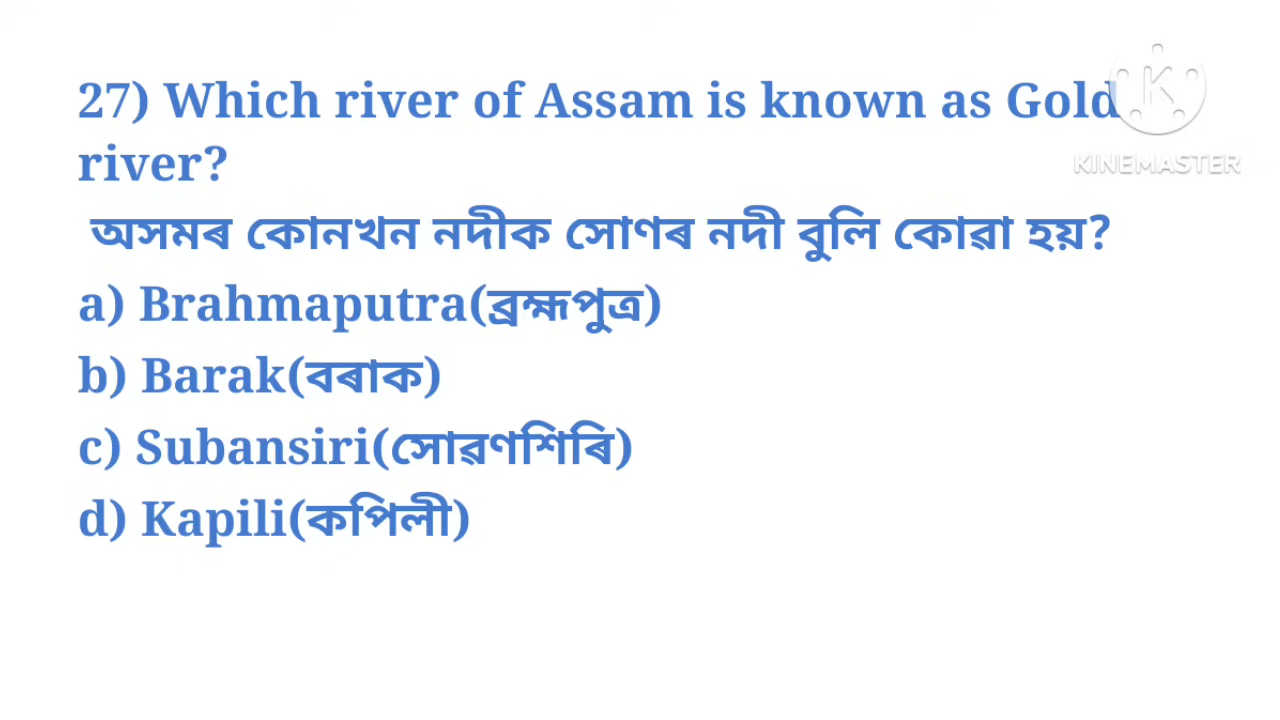 27) Which river of Assam is known as Gold
river?
অসমৰ কোনখন নদীক সোণৰ নদী বুলি কোৱা হয়?
a) Brahmaputra(ব্ৰহ্মপুত্ৰ)
b) Barak(বৰাক)
c) Subansiri(সোৱণশিৰি)
d) Kapili(কপিলী)
K
KINEMASTER